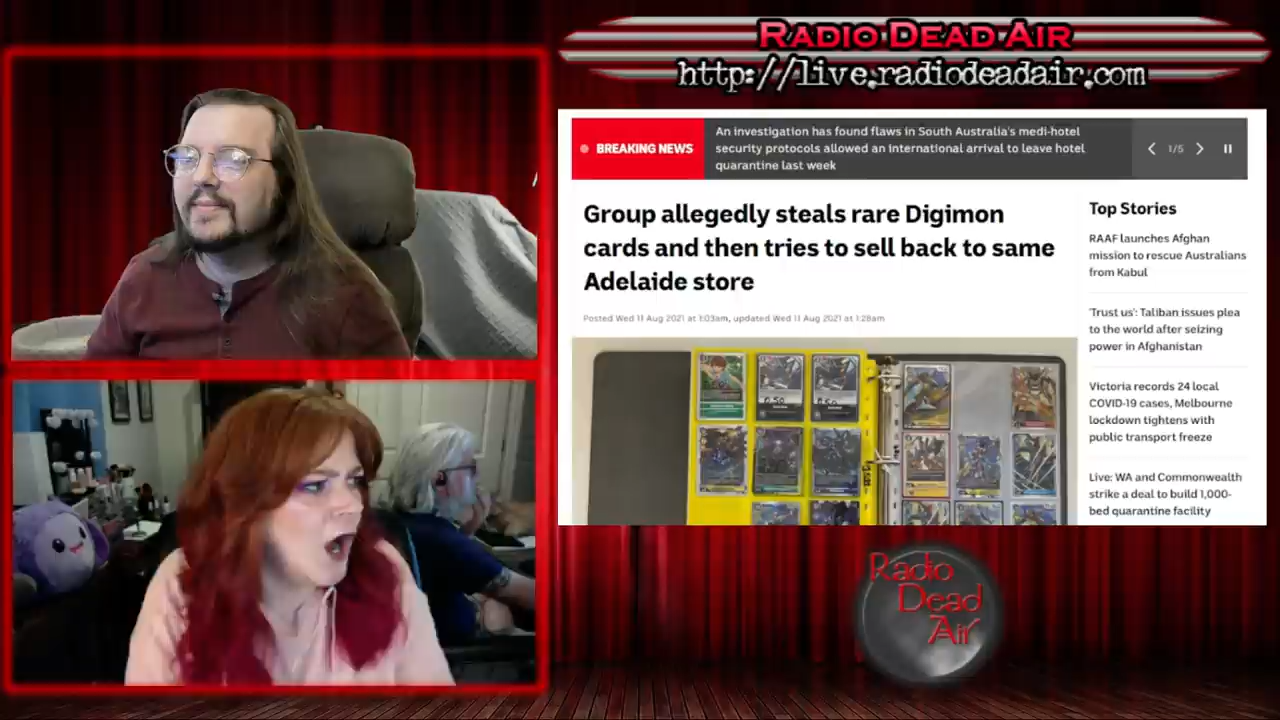 RADIO DEAD AIR
http://live.radiodeadair.com
BREAKING NEWS
An investigation has found flaws in South Australia's medi-hotel
security protocols allowed an international arrival to leave hotel
quarantine last week
1/5
Group allegedly steals rare Digimon
cards and then tries to sell back to same
Adelaide store
Posted Wed 11 Aug 2021 at 1:03am, updated Wed 11 Aug 2021 at 1:28am
Top Stories
RAAF launches Afghan
mission to rescue Australians
from Kabul
'Trust us': Taliban issues plea
to the world after seizing
power in Afghanistan
Victoria records 24 local
COVID-19 cases, Melbourne
lockdown tightens with
public transport freeze
Live: WA and Commonwealth
strike a deal to build 1,000-
bed quarantine facility
Radio
Dead
Air